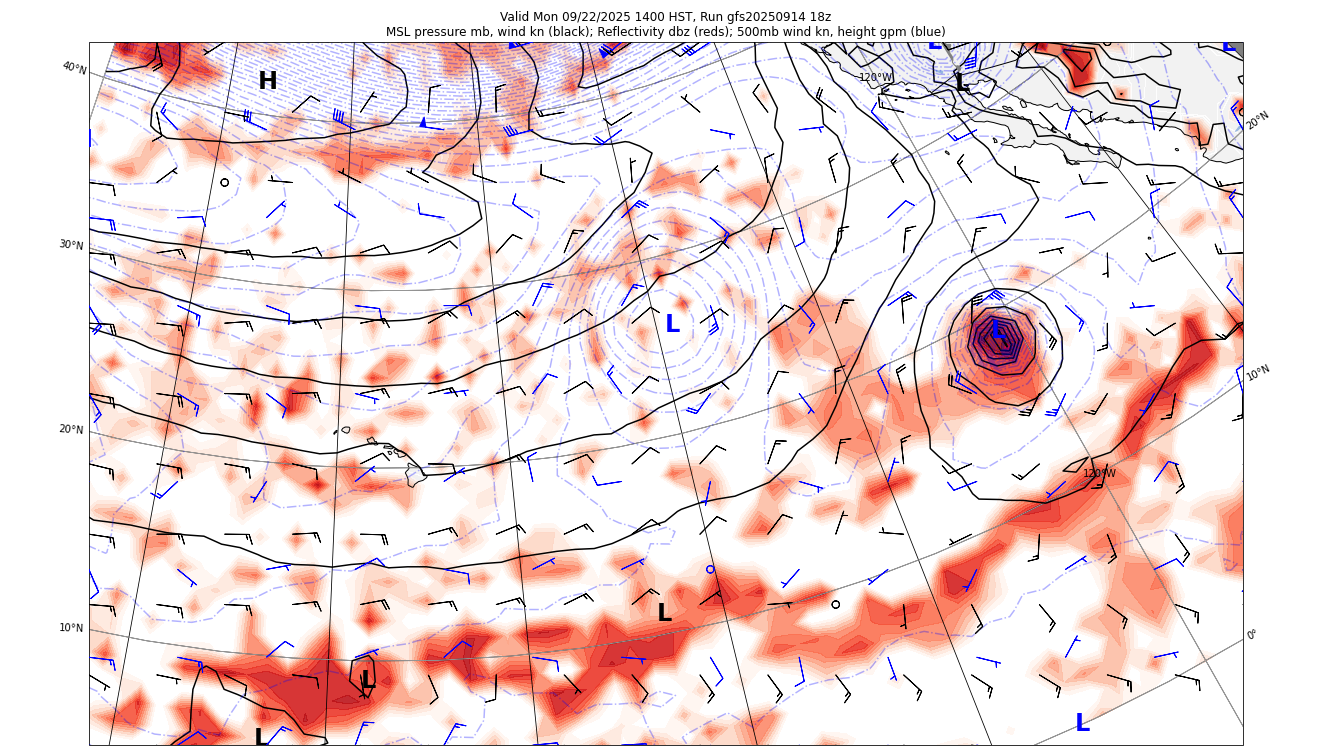 Valid Mon 09/22/2025 1400 HST, Run gfs20250914 18z
MSL pressure mb, wind kn (black); Reflectivity dbz (reds); 500mb wind kn, height gpm (blue)
L
L
40°N
H
120°W
L
20°N
30°N
L
L
10°N
20°N
120°W
L
10°N
0°
L
L
L